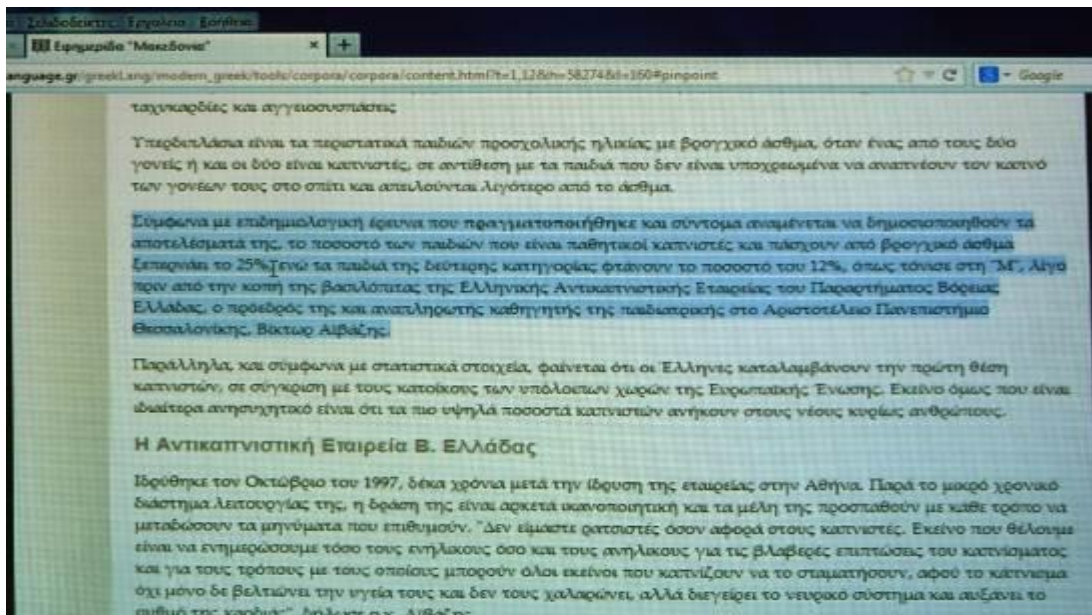 Σελιδοδείκτες Εργαλεία Βοήθεια
Εφημερίδα "Μακεδονία" × +
anguage.gr/greekLang/modern_greek/tools/corpora/corpora/content.html?t=1,128&h=58274&l=160#pinpoint Google
ταχυκαρδίες και αγγειοσυσπάσεις
Υπερδιπλάσια είναι τα περιστατικά παιδιών προσχολικής ηλικίας με βρογχικό άσθμα, όταν ένας από τους δύο
γονείς ή και οι δύο είναι καπνιστές, σε αντίθεση με τα παιδιά που δεν είναι υποχρεωμένα να αναπνέουν τον καπνό
των γονέων τους στο σπίτι και απειλούνται λιγότερο από το άσθμα.
Σύμφωνα με επιδημιολογική έρευνα που πραγματοποιήθηκε και σύντομα αναμένεται να δημοσιοποιηθούν τα
αποτελέσματά της, το ποσοστό των παιδιών που είναι παθητικοί καπνιστές και πάσχουν από βρογχικό άσθμα
ξεπερνάει το 25% ενώ τα παιδιά της δεύτερης κατηγορίας φτάνουν το ποσοστό του 12%, όπως τόνισε στη "Μ", λίγο
πριν από την κοπή της βασιλόπιτας της Ελληνικής Αντικαπνιστικής Εταιρείας του Παραρτήματος Βόρειας
Ελλάδας, ο πρόεδρός της και αναπληρωτής καθηγητής της παιδιατρικής στο Αριστοτέλειο Πανεπιστήμιο
Θεσσαλονίκης, Βίκτωρ Αϊβάζης.
Παράλληλα, και σύμφωνα με στατιστικά στοιχεία, φαίνεται ότι οι Έλληνες καταλαμβάνουν την πρώτη θέση
καπνιστών, σε σύγκριση με τους κατοίκους των υπόλοιπων χωρών της Ευρωπαϊκής Ένωσης. Εκείνο όμως που είναι
ιδιαίτερα ανησυχητικό είναι ότι τα πιο υψηλά ποσοστά καπνιστών ανήκουν στους νέους κυρίως ανθρώπους.
Η Αντικαπνιστική Εταιρεία Β. Ελλάδας
Ιδρύθηκε τον Οκτώβριο του 1997, δέκα χρόνια μετά την ίδρυση της εταιρείας στην Αθήνα. Παρά το μικρό χρονικό
διάστημα λειτουργίας της, η δράση της είναι αρκετά ικανοποιητική και τα μέλη της προσπαθούν με κάθε τρόπο να
μεταδώσουν τα μηνύματα που επιθυμούν. "Δεν είμαστε ρατσιστές όσον αφορά στους καπνιστές. Εκείνο που θέλουμε
είναι να ενημερώσουμε τόσο τους ενήλικους όσο και τους ανήλικους για τις βλαβερές επιπτώσεις του καπνίσματος
και για τους τρόπους με τους οποίους μπορούν όλοι εκείνοι που καπνίζουν να το σταματήσουν, αφού το κάπνισμα
όχι μόνο δε βελτιώνει την υγεία τους και δεν τους χαλαρώνει, αλλά διεγείρει το νευρικό σύστημα και αυξάνει το
ρυθμό της καρδιάς", δήλωσε ο κ. Αϊβάζης.